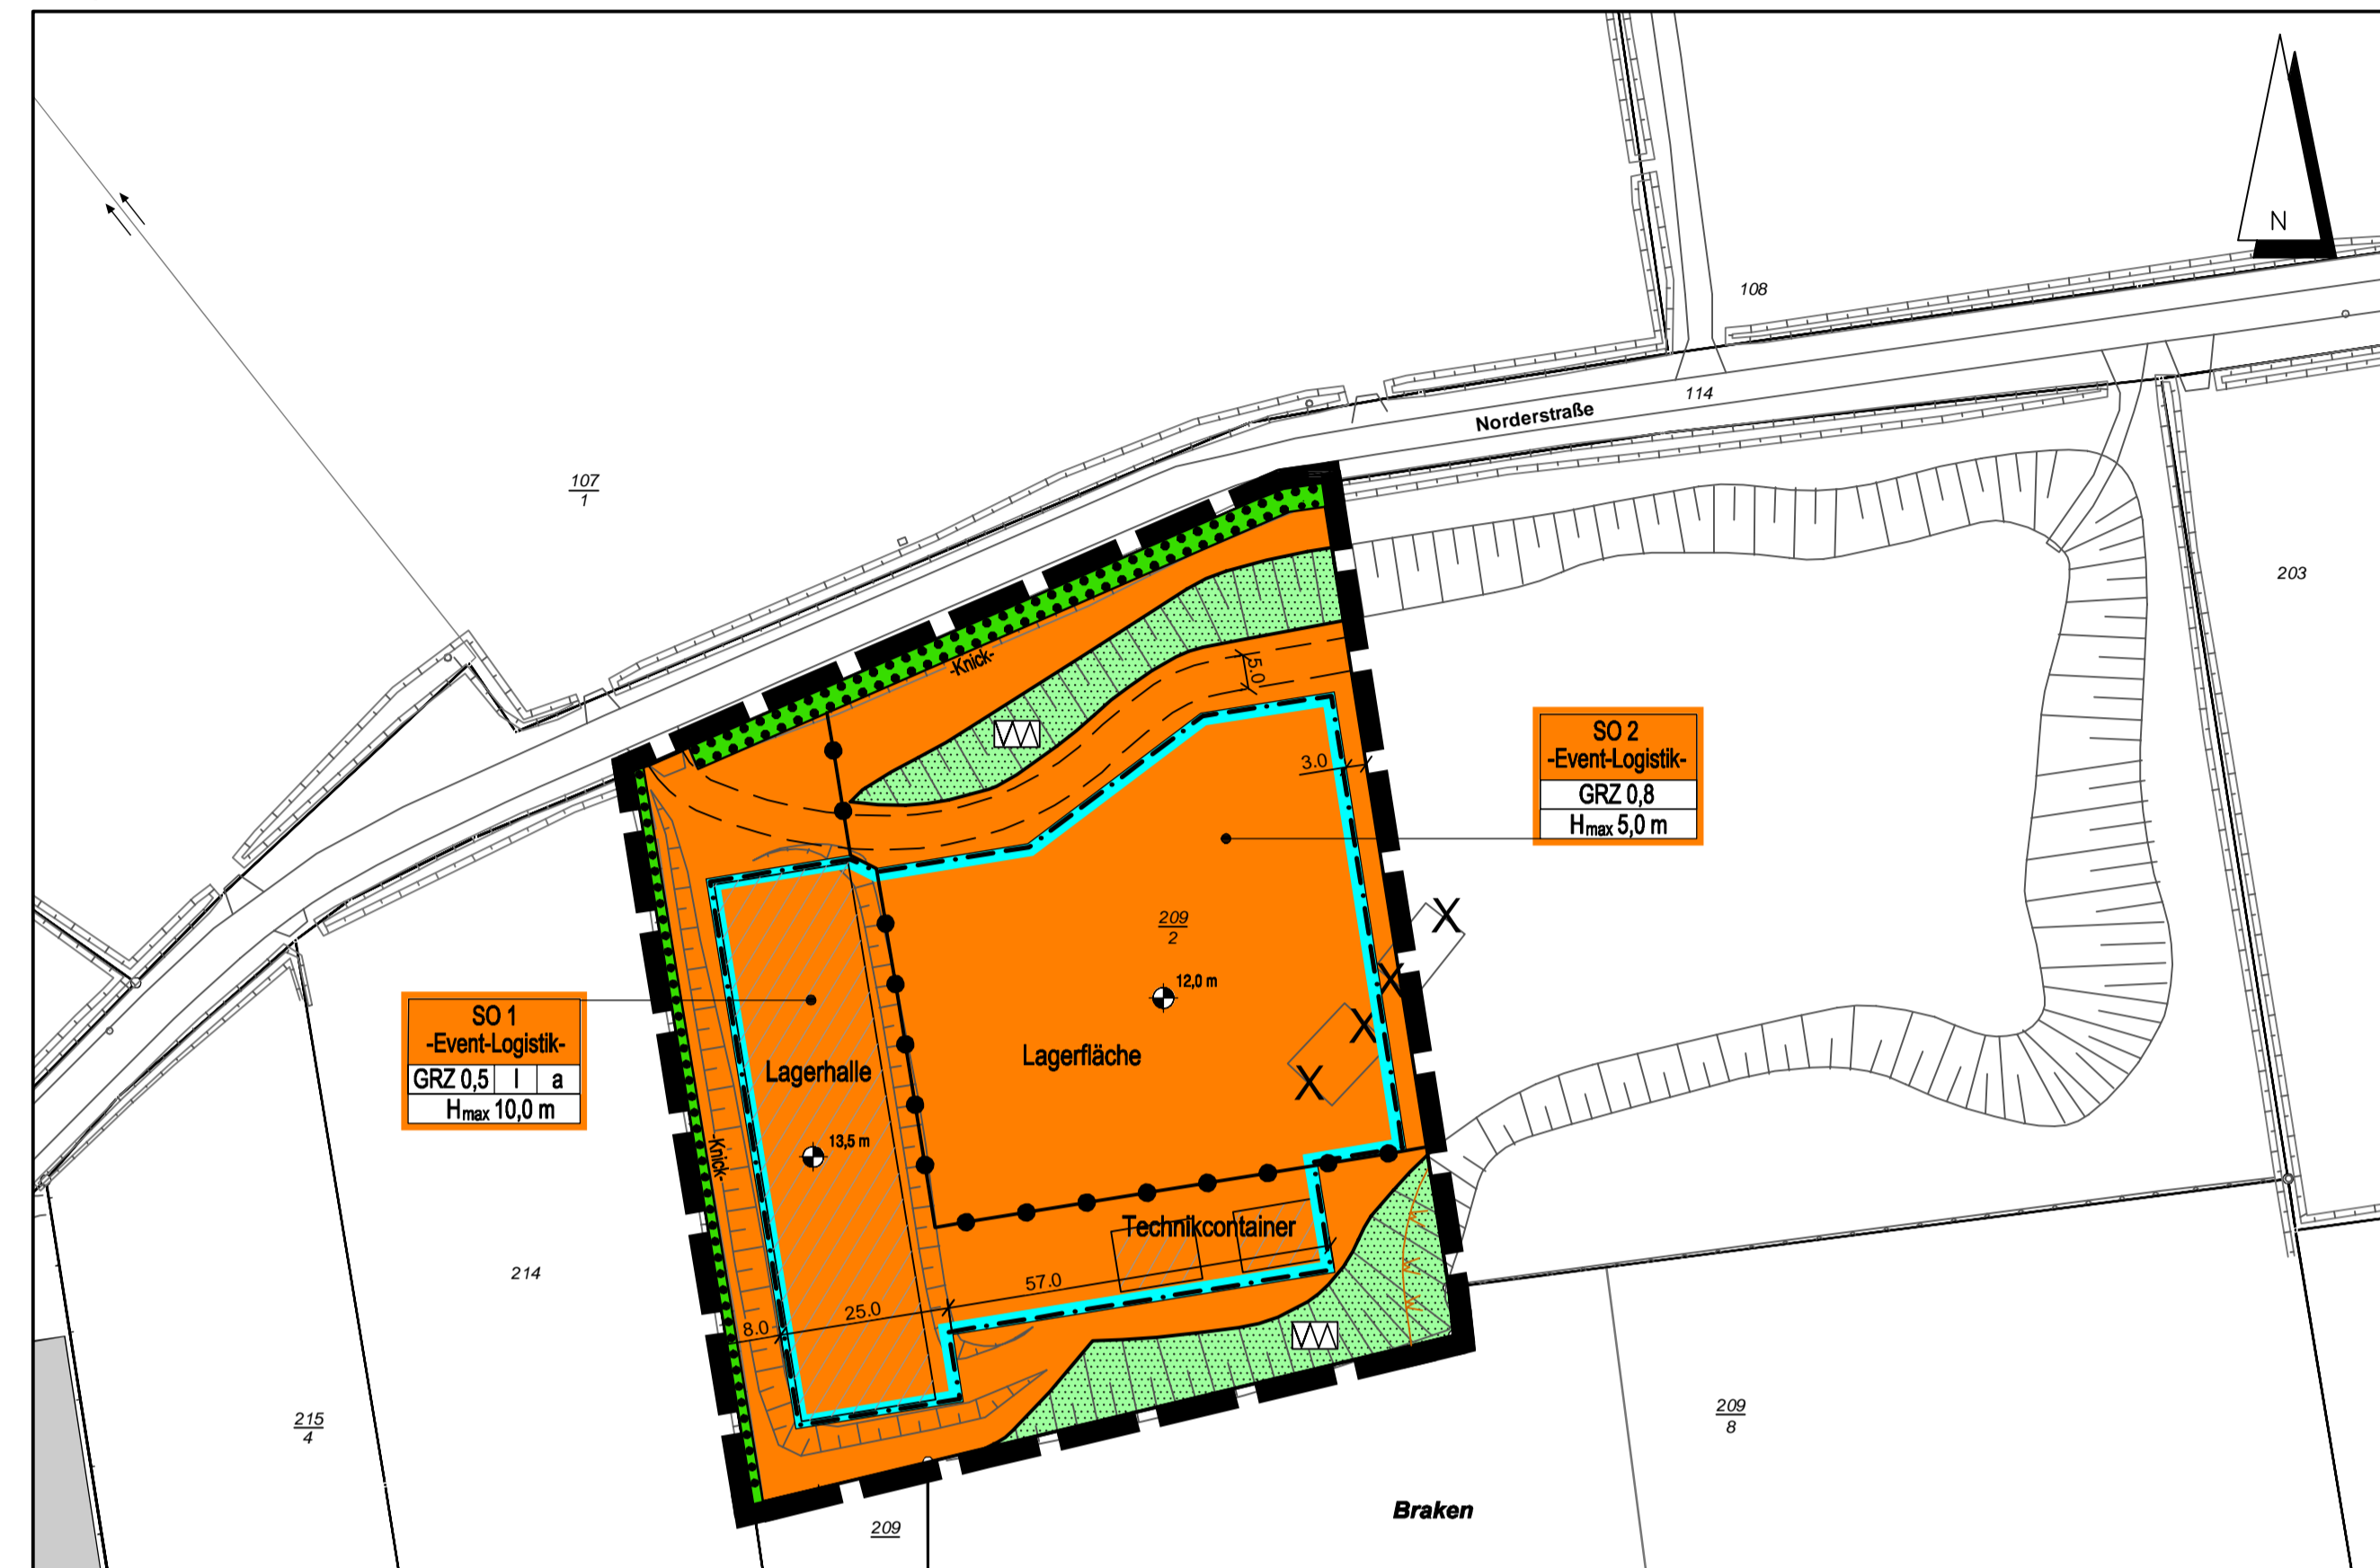 N
108
114
Norderstraße
107
1
203
-Knick-
5.0
3.0
SO 2
-Event-Logistik-
GRZ 0,8
Hmax 5,0 m
209
2
X
X
12,0 m
SO 1
-Event-Logistik-
GRZ 0,5 I a
Hmax 10,0 m
X
Lagerfläche
Lagerhalle
X
13,5 m
-Knick-
Technikcontainer
214
57.0
25.0
8.0
215
4
209
8
Braken
209